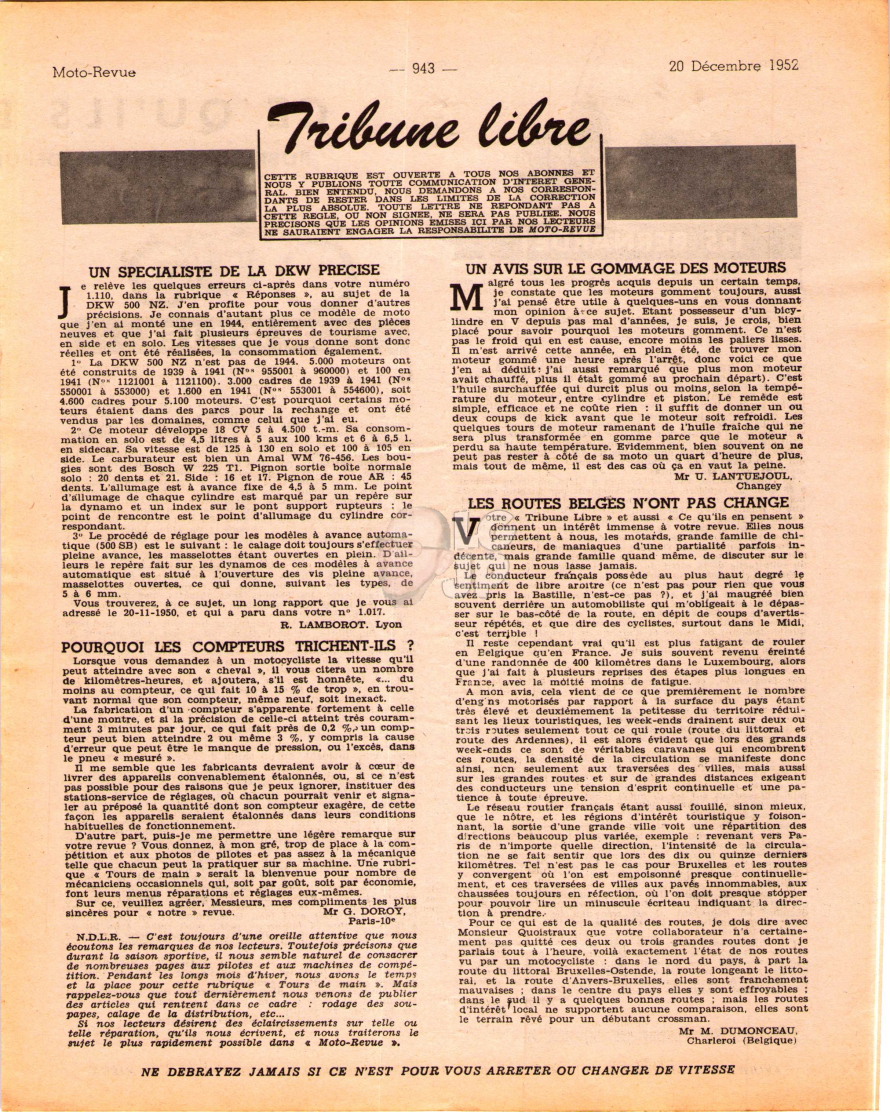 Moto-Revue
— 943 —
20 Décembre 1952
Tribune libre
CETTE RUBRIQUE EST OUVERTE A TOUS NOS ABONNES ET
NOUS Y PUBLIONS TOUTE COMMUNICATION D'INTERET GENE-
RAL. BIEN ENTENDU, NOUS DEMANDONS A NOS CORRESPON-
DANTS DE RESTER DANS LES LIMITES DE LA CORRECTION
LA PLUS ABSOLUE. TOUTE LETTRE NE REPONDANT PAS A
CETTE REGLE, OU NON SIGNEE, NE SERA PAS PUBLIEE. NOUS
PRECISONS QUE LES OPINIONS EMISES ICI PAR NOS LECTEURS
NE SAURAIENT ENGAGER LA RESPONSABILITE DE MOTO-REVUE
UN SPECIALISTE DE LA DKW PRECISE
Je relève les quelques erreurs ci-après dans votre numéro
1.110, dans la rubrique « Réponses », au sujet de la
DKW 500 NZ. J'en profite pour vous donner d'autres
précisions. Je connais d'autant plus ce modèle de moto
que j'en ai monté une en 1944, entièrement avec des pièces
neuves et que j'ai fait plusieurs épreuves de tourisme avec,
en side et en solo. Les vitesses que je vous donne sont donc
réelles et ont été réalisées, la consommation également.
1° La DKW 500 NZ n'est pas de 1944. 5.000 moteurs ont
été construits de 1939 à 1941 (Nos 955001 à 960000) et 100 en
1941 (Nos 1121001 à 1121100). 3.000 cadres de 1939 à 1941 (Nos
550001 à 553000) et 1.600 en 1941 (Nos 553001 à 554600), soit
4.600 cadres pour 5.100 moteurs. C'est pourquoi certains mo-
teurs étaient dans des parcs pour la rechange et ont été
vendus par les domaines, comme celui que j'ai eu.
2° Ce moteur développe 18 CV 5 à 4.500 t.-m. Sa consom-
mation en solo est de 4,5 litres à 5 aux 100 kms et 6 à 6,5 l.
en sidecar. Sa vitesse est de 125 à 130 en solo et 100 à 105 en
side. Le carburateur est bien un Amal WM 76-456. Les bou-
gies sont des Bosch W 225 T1. Pignon sortie boîte normale
solo : 20 dents et 21. Side : 16 et 17. Pignon de roue AR : 45
dents. L'allumage est à avance fixe de 4,5 à 5 mm. Le point
d'allumage de chaque cylindre est marqué par un repère sur
la dynamo et un index sur le pont support rupteurs : le
point de rencontre est le point d'allumage du cylindre cor-
respondant.
3° Le procédé de réglage pour les modèles à avance automa-
tique (500 SB) est le suivant : le calage doit toujours s'effectuer
pleine avance, les masselottes étant ouvertes en plein. D'ail-
leurs le repère fait sur les dynamos de ces modèles à avance
automatique est situé à l'ouverture des vis pleine avance,
masselottes ouvertes, ce qui donne, suivant les types, de
5 à 6 mm.
Vous trouverez, à ce sujet, un long rapport que je vous ai
adressé le 20-11-1950, et qui a paru dans votre n° 1.017.
R. LAMBOROT. Lyon
POURQUOI LES COMPTEURS TRICHENT-ILS ?
Lorsque vous demandez à un motocycliste la vitesse qu'il
peut atteindre avec son « cheval », il vous citera un nombre
de kilomètres-heures, et ajoutera, s'il est honnête, «... du
moins au compteur, ce qui fait 10 à 15 % de trop », en trou-
vant normal que son compteur, même neuf, soit inexact.
La fabrication d'un compteur s'apparente fortement à celle
d'une montre, et si la précision de celle-ci atteint très couram-
ment 3 minutes par jour, ce qui fait près de 0,2 %, un comp-
teur peut bien atteindre 2 ou même 3 %, y compris la cause
d'erreur que peut être le manque de pression, ou l'excès, dans
le pneu « mesuré ».
Il me semble que les fabricants devraient avoir à cœur de
livrer des appareils convenablement étalonnés, ou, si ce n'est
pas possible pour des raisons que je peux ignorer, instituer des
stations-service de réglages, où chacun pourrait venir et signa-
ler au préposé la quantité dont son compteur exagère, de cette
façon les appareils seraient étalonnés dans leurs conditions
habituelles de fonctionnement.
D'autre part, puis-je me permettre une légère remarque sur
votre revue ? Vous donnez, à mon gré, trop de place à la com-
pétition et aux photos de pilotes et pas assez à la mécanique
telle que chacun peut la pratiquer sur sa machine. Une rubri-
que « Tours de main » serait la bienvenue pour nombre de
mécaniciens occasionnels qui, soit par goût, soit par économie,
font leurs menus réparations et réglages eux-mêmes.
Sur ce, veuillez agréer, Messieurs, mes compliments les plus
sincères pour « notre » revue.
Mr G. DOROY,
Paris-10e
N.D.L.R. — C'est toujours d'une oreille attentive que nous
écoutons les remarques de nos lecteurs. Toutefois précisons que
durant la saison sportive, il nous semble naturel de consacrer
de nombreuses pages aux pilotes et aux machines de compé-
tition. Pendant les longs mois d'hiver, nous avons le temps
et la place pour cette rubrique « Tours de main ». Mais
rappelez-vous que tout dernièrement nous venons de publier
des articles qui rentrent dans ce cadre : rodage des sou-
papes, calage de la distribution, etc...
Si nos lecteurs désirent des éclaircissements sur telle ou
telle réparation, qu'ils nous écrivent, et nous traiterons le
sujet le plus rapidement possible dans « Moto-Revue ».
UN AVIS SUR LE GOMMAGE DES MOTEURS
Malgré tous les progrès acquis depuis un certain temps,
je constate que les moteurs gomment toujours, aussi
j'ai pensé être utile à quelques-uns en vous donnant
mon opinion à ce sujet. Etant possesseur d'un bicy-
lindre en V depuis pas mal d'années, je suis, je crois, bien
placé pour savoir pourquoi les moteurs gomment. Ce n'est
pas le froid qui en est cause, encore moins les paliers lisses.
Il m'est arrivé cette année, en plein été, de trouver mon
moteur gommé une heure après l'arrêt, donc voici ce que
j'en ai déduit : j'ai aussi remarqué que plus mon moteur
avait chauffé, plus il était gommé au prochain départ). C'est
l'huile surchauffée qui durcit plus ou moins, selon la tempé-
rature du moteur, entre cylindre et piston. Le remède est
simple, efficace et ne coûte rien : il suffit de donner un ou
deux coups de kick avant que le moteur soit refroidi. Les
quelques tours de moteur ramenant de l'huile fraîche qui ne
sera plus transformée en gomme parce que le moteur a
perdu sa haute température. Evidemment, bien souvent on ne
peut pas rester à côté de sa moto un quart d'heure de plus,
mais tout de même, il est des cas où ça en vaut la peine.
Mr U. LANTUEJOUL,
Changey
LES ROUTES BELGES N'ONT PAS CHANGE
Votre « Tribune Libre » et aussi « Ce qu'ils en pensent »
donnent un intérêt immense à votre revue. Elles nous
permettent à nous, les motards, grande famille de chi-
caneurs, de maniaques d'une partialité parfois in-
décente, mais grande famille quand même, de discuter sur le
sujet qui ne nous lasse jamais.
Le conducteur français possède au plus haut degré le
sentiment de libre aroitre (ce n'est pas pour rien que vous
avez pris la Bastille, n'est-ce pas ?), et j'ai maugréé bien
souvent derrière un automobiliste qui m'obligeait à le dépas-
ser sur le bas-côté de la route, en dépit de coups d'avertis-
seur répétés, et que dire des cyclistes, surtout dans le Midi,
c'est terrible !
Il reste cependant vrai qu'il est plus fatigant de rouler
en Belgique qu'en France. Je suis souvent revenu éreinté
d'une randonnée de 400 kilomètres dans le Luxembourg, alors
que j'ai fait à plusieurs reprises des étapes plus longues en
France, avec la moitié moins de fatigue.
A mon avis, cela vient de ce que premièrement le nombre
d'engins motorisés par rapport à la surface du pays étant
très élevé et deuxièmement la petitesse du territoire rédui-
sant les lieux touristiques, les week-ends drainent sur deux ou
trois routes seulement tout ce qui roule (route du littoral et
route des Ardennes), il est alors évident que lors des grands
week-ends ce sont de véritables caravanes qui encombrent
ces routes, la densité de la circulation se manifeste donc
ainsi, non seulement aux traversées des villes, mais aussi
sur les grandes routes et sur de grandes distances exigeant
des conducteurs une tension d'esprit continuelle et une pa-
tience à toute épreuve.
Le réseau routier français étant aussi fouillé, sinon mieux,
que le nôtre, et les régions d'intérêt touristique y foison-
nant, la sortie d'une grande ville voit une répartition des
directions beaucoup plus variée, exemple : revenant vers Pa-
ris de n'importe quelle direction, l'intensité de la circula-
tion ne se fait sentir que lors des dix ou quinze derniers
kilomètres. Tel n'est pas le cas pour Bruxelles et les routes
y convergent où l'on est empoisonné presque continuelle-
ment, et ces traversées de villes aux pavés innommables, aux
chaussées toujours en réfection, où l'on doit presque stopper
pour pouvoir lire un minuscule écriteau indiquant la direc-
tion à prendre.
Pour ce qui est de la qualité des routes, je dois dire avec
Monsieur Quoistraux que votre collaborateur n'a certaine-
ment pas quitté ces deux ou trois grandes routes dont je
parlais tout à l'heure, voilà exactement l'état de nos routes
vu par un motocycliste : dans le nord du pays, à part la
route du littoral Bruxelles-Ostende, la route longeant le litto-
ral, et la route d'Anvers-Bruxelles, elles sont franchement
mauvaises ; dans le centre du pays elles y sont effroyables ;
dans le sud il y a quelques bonnes routes ; mais les routes
d'intérêt local ne supportent aucune comparaison, elles sont
le terrain rêvé pour un débutant crossman.
Mr M. DUMONCEAU,
Charleroi (Belgique)
NE DEBRAYEZ JAMAIS SI CE N'EST POUR VOUS ARRETER OU CHANGER DE VITESSE